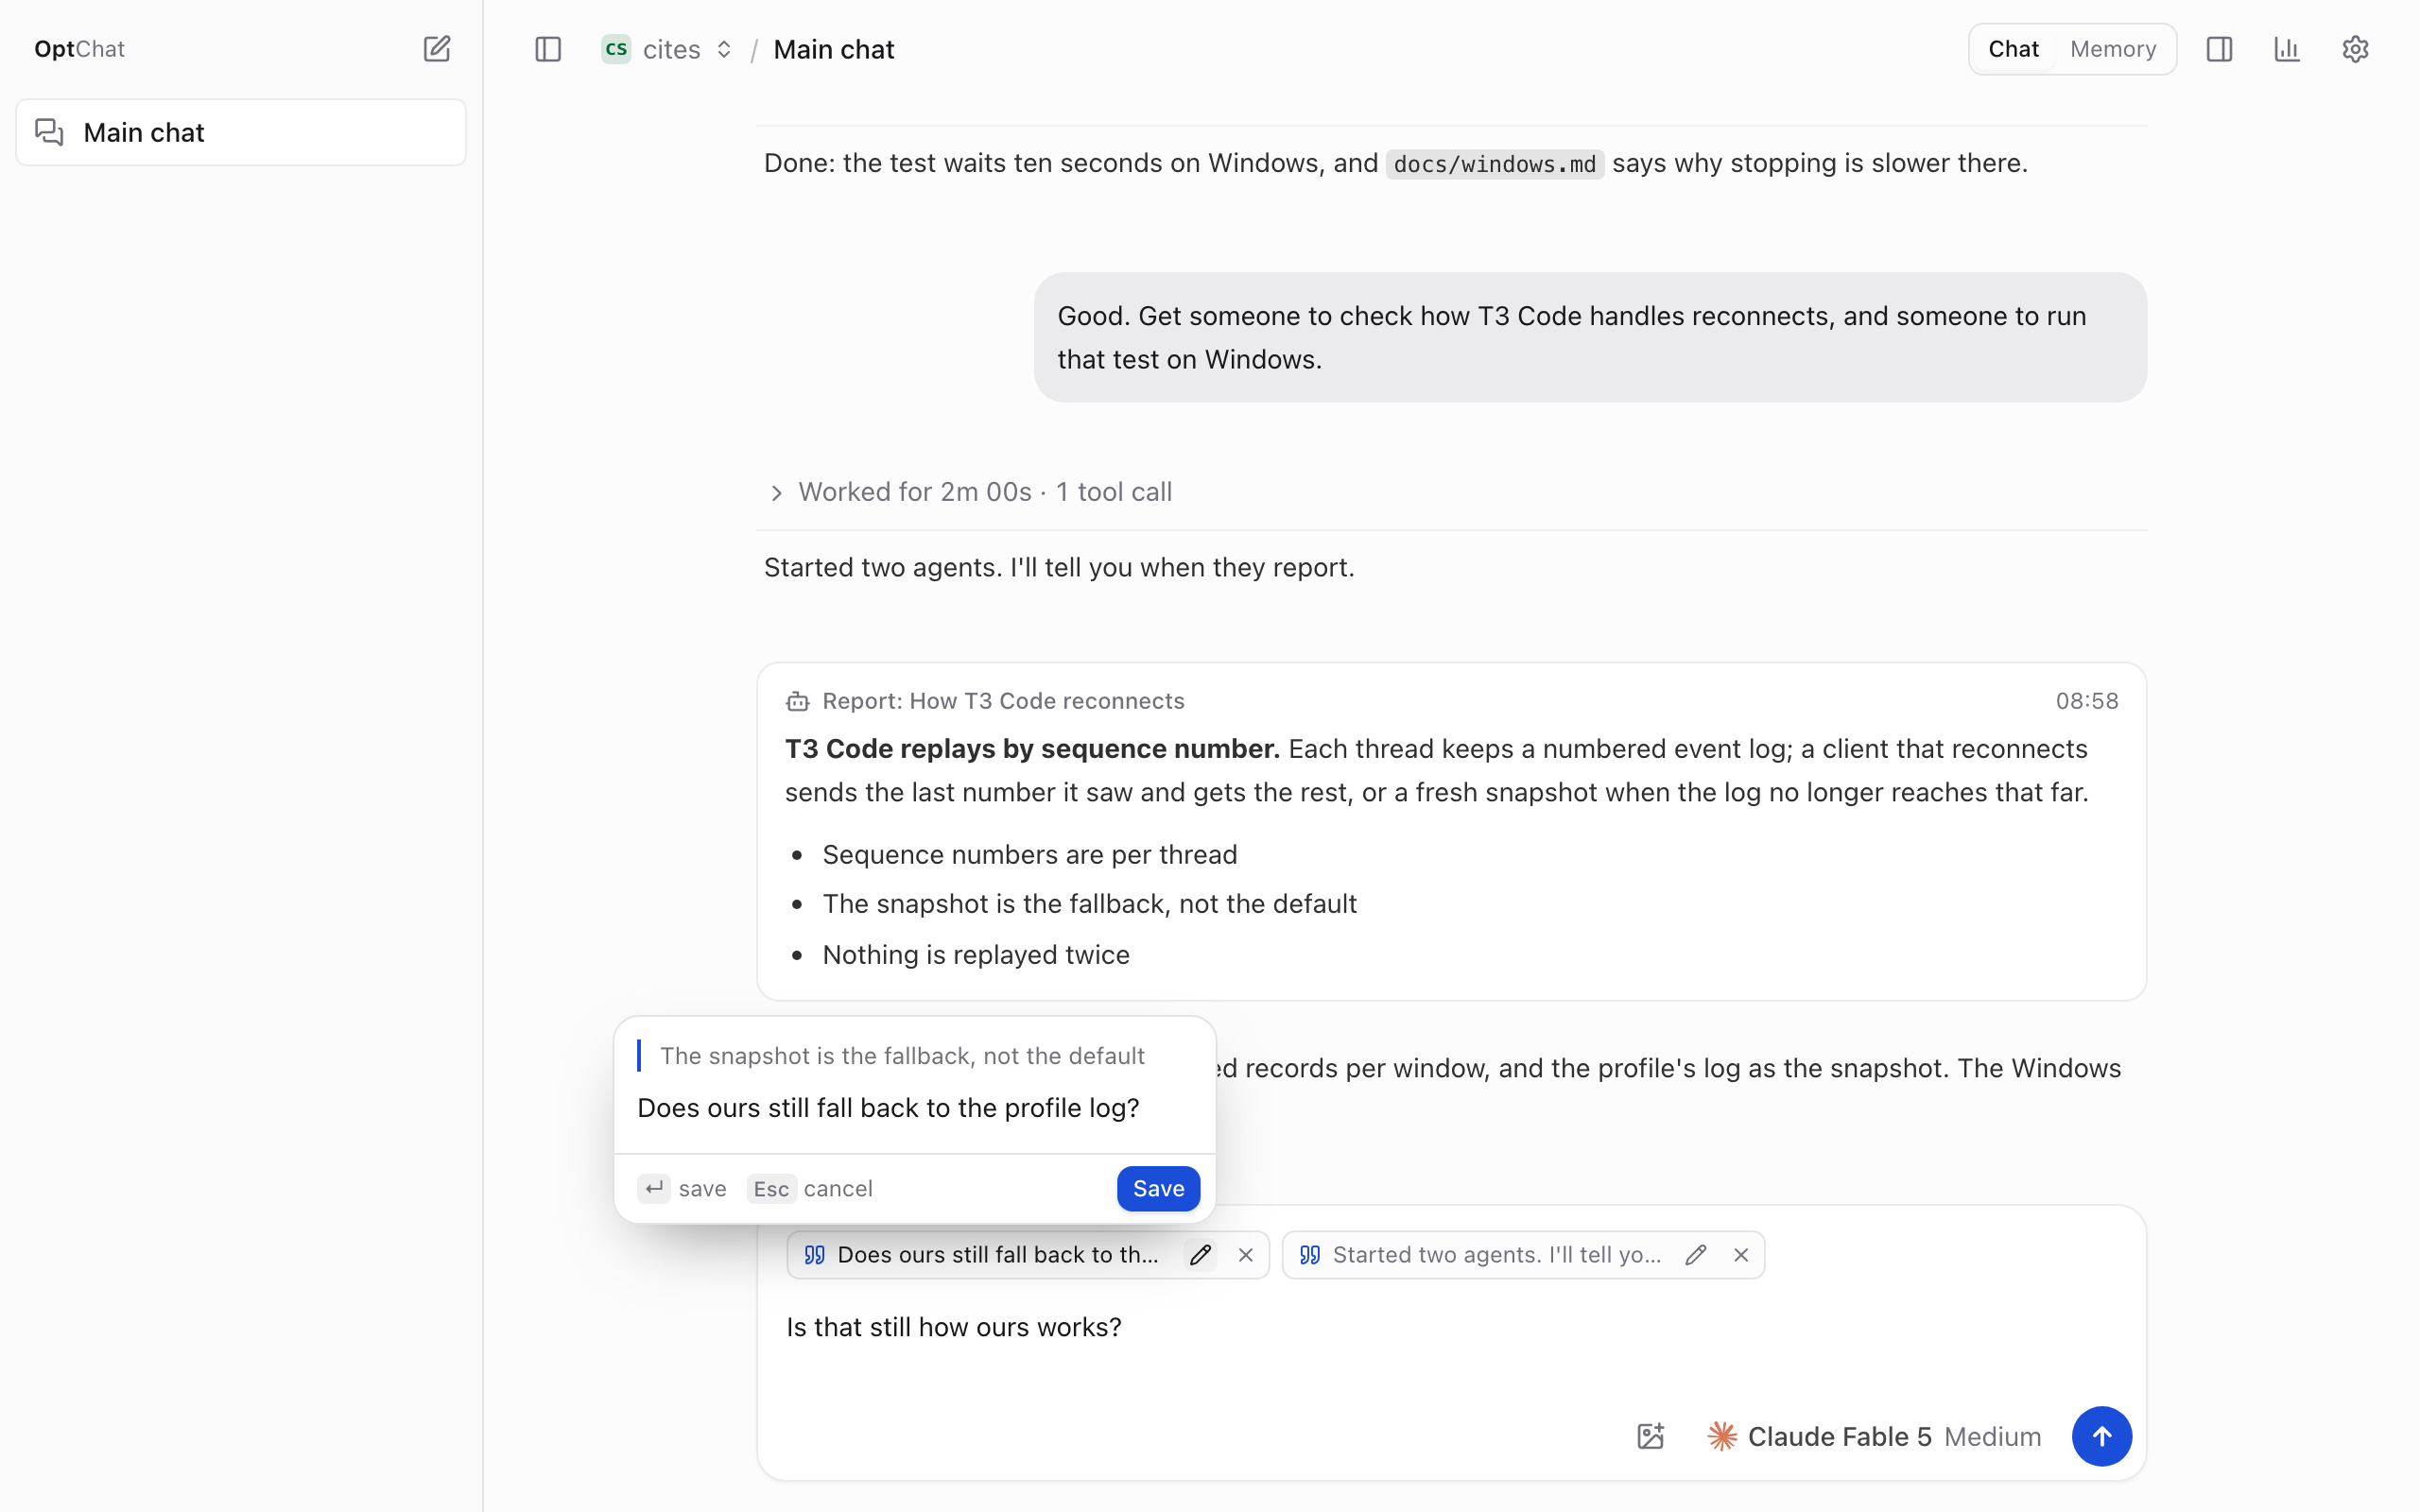 OptChat
Main chat
CS cites / Main chat
Chat Memory
Done: the test waits ten seconds on Windows, and docs/windows.md says why stopping is slower there.
Good. Get someone to check how T3 Code handles reconnects, and someone to run
that test on Windows.
Worked for 2m 00s · 1 tool call
Started two agents. I'll tell you when they report.
Report: How T3 Code reconnects 08:58
T3 Code replays by sequence number. Each thread keeps a numbered event log; a client that reconnects
sends the last number it saw and gets the rest, or a fresh snapshot when the log no longer reaches that far.
• Sequence numbers are per thread
• The snapshot is the fallback, not the default
• Nothing is replayed twice
records per window, and the profile's log as the snapshot. The Windows
The snapshot is the fallback, not the default
Does ours still fall back to the profile log?
save Esc cancel Save
Does ours still fall back to th...
Started two agents. I'll tell yo...
Is that still how ours works?
Claude Fable 5 Medium